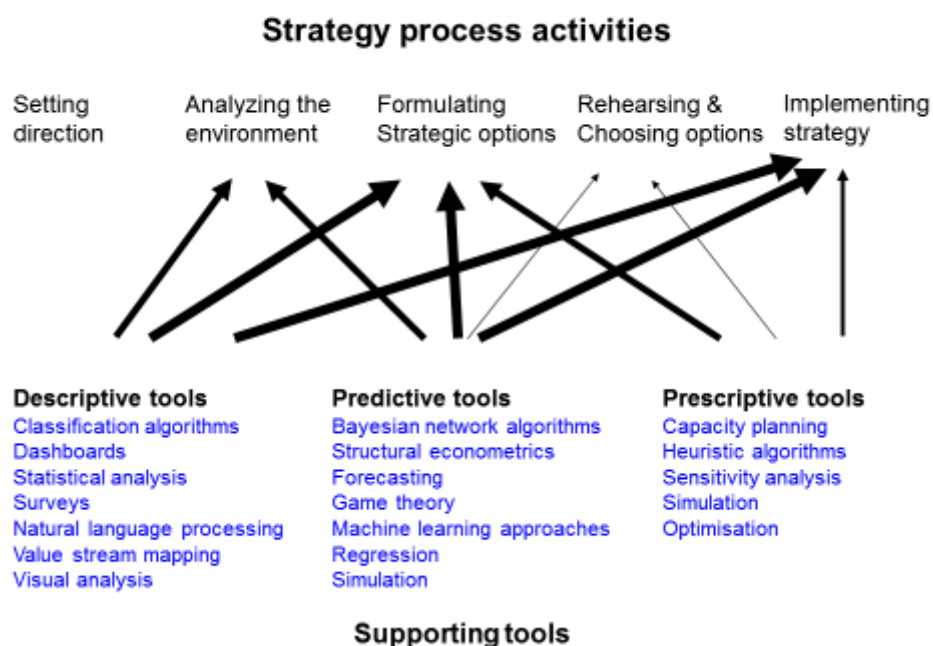 Strategy process activities
Setting
direction
Analyzing the
environment
Formulating
Strategic options
Rehearsing &
Choosing options
Implementing
strategy
Descriptive tools
Classification algorithms
Dashboards
Statistical analysis
Surveys
Natural language processing
Value stream mapping
Visual analysis
Predictive tools
Bayesian network algorithms
Structural econometrics
Forecasting
Game theory
Machine learning approaches
Regression
Simulation
Prescriptive tools
Capacity planning
Heuristic algorithms
Sensitivity analysis
Simulation
Optimisation
Supporting tools